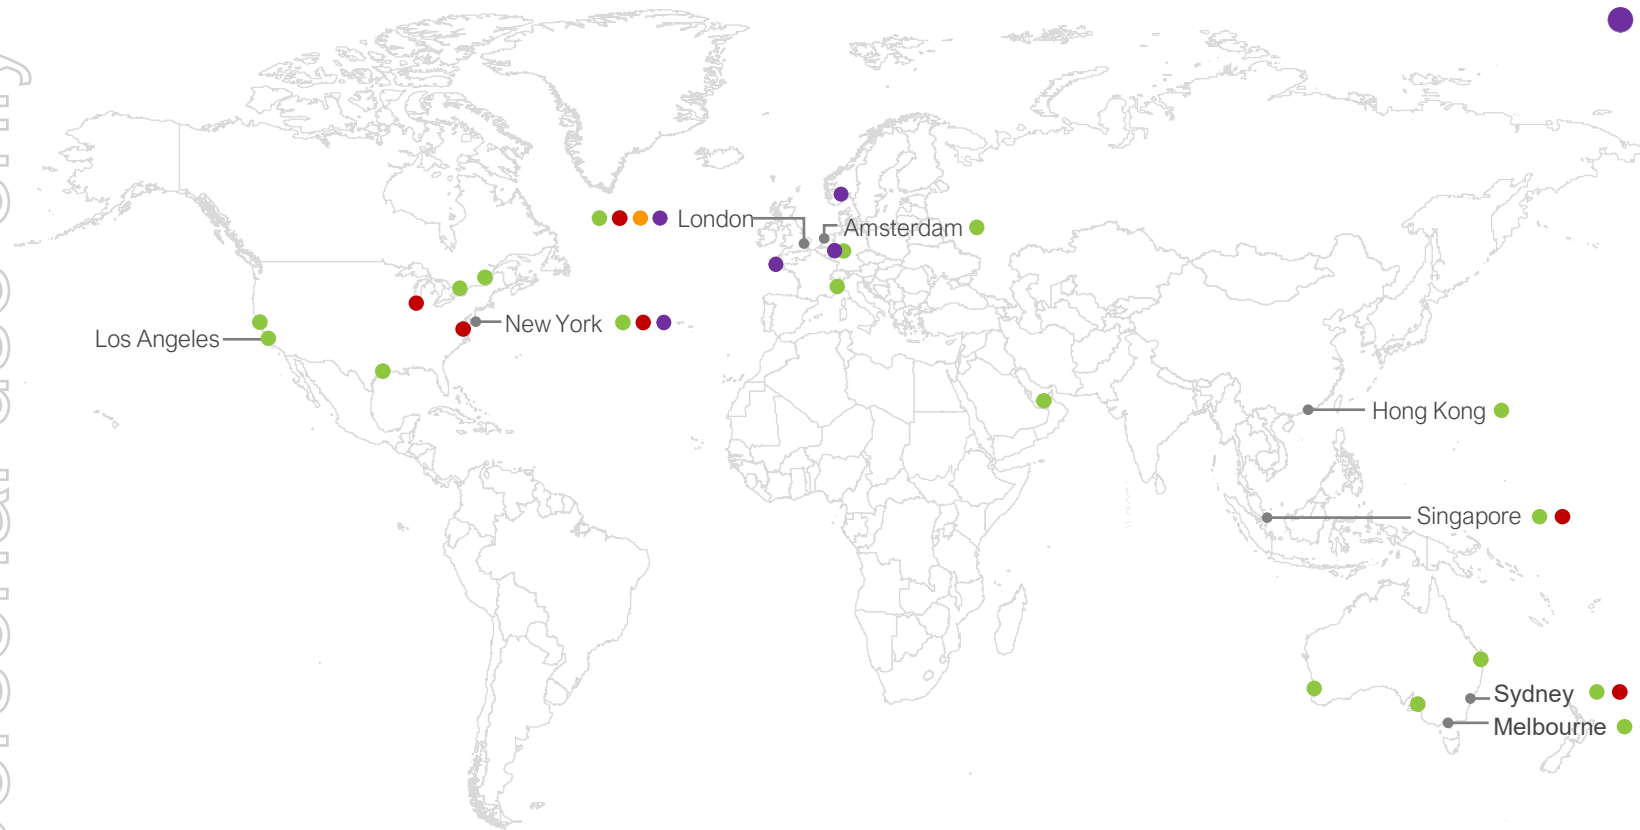 London
Amsterdam
New York
Los Angeles
Hong Kong
Singapore
Sydney
Melbourne